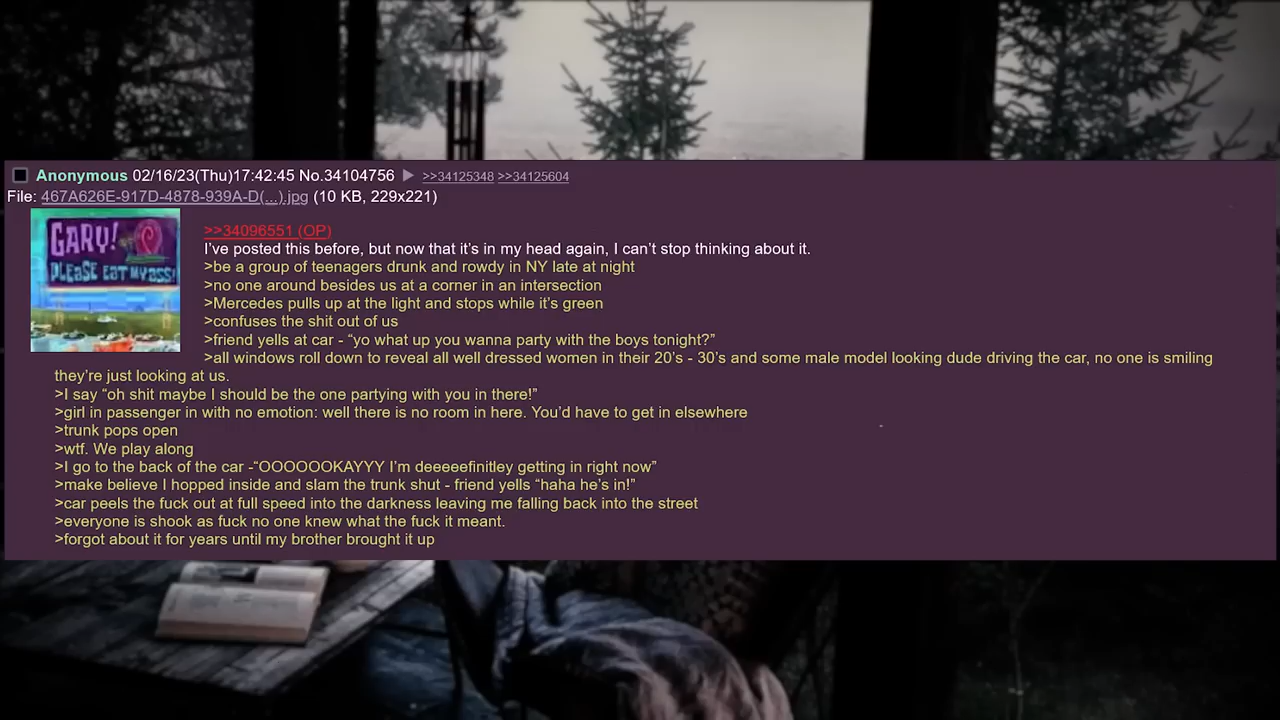 Anonymous 02/16/23(Thu)17:42:45 No.34104756 ▶ >>34125348 >>34125604
File: 467A626E-917D-4878-939A-D(...).jpg (10 KB, 229x221)
GARY!
PLEASE EAT MY ASS!
>>34096551 (OP)
I’ve posted this before, but now that it’s in my head again, I can’t stop thinking about it.
>be a group of teenagers drunk and rowdy in NY late at night
>no one around besides us at a corner in an intersection
>Mercedes pulls up at the light and stops while it’s green
>confuses the shit out of us
>friend yells at car - “yo what up you wanna party with the boys tonight?”
>all windows roll down to reveal all well dressed women in their 20’s - 30’s and some male model looking dude driving the car, no one is smiling
they’re just looking at us.
>I say “oh shit maybe I should be the one partying with you in there!”
>girl in passenger in with no emotion: well there is no room in here. You’d have to get in elsewhere
>trunk pops open
>wtf. We play along
>I go to the back of the car -“OOOOOOKAYYY I’m deeeeefinitley getting in right now”
>make believe I hopped inside and slam the trunk shut - friend yells “haha he’s in!”
>car peels the fuck out at full speed into the darkness leaving me falling back into the street
>everyone is shook as fuck no one knew what the fuck it meant.
>forgot about it for years until my brother brought it up